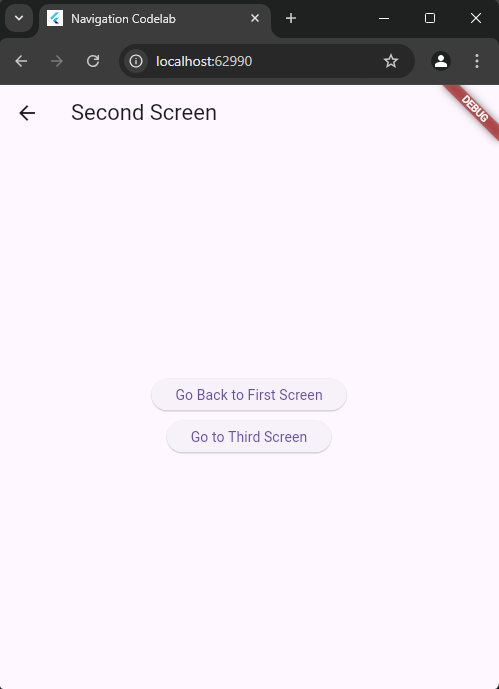 Navigation Codelab
localhost:62990
Second Screen
DEBUG
Go Back to First Screen
Go to Third Screen